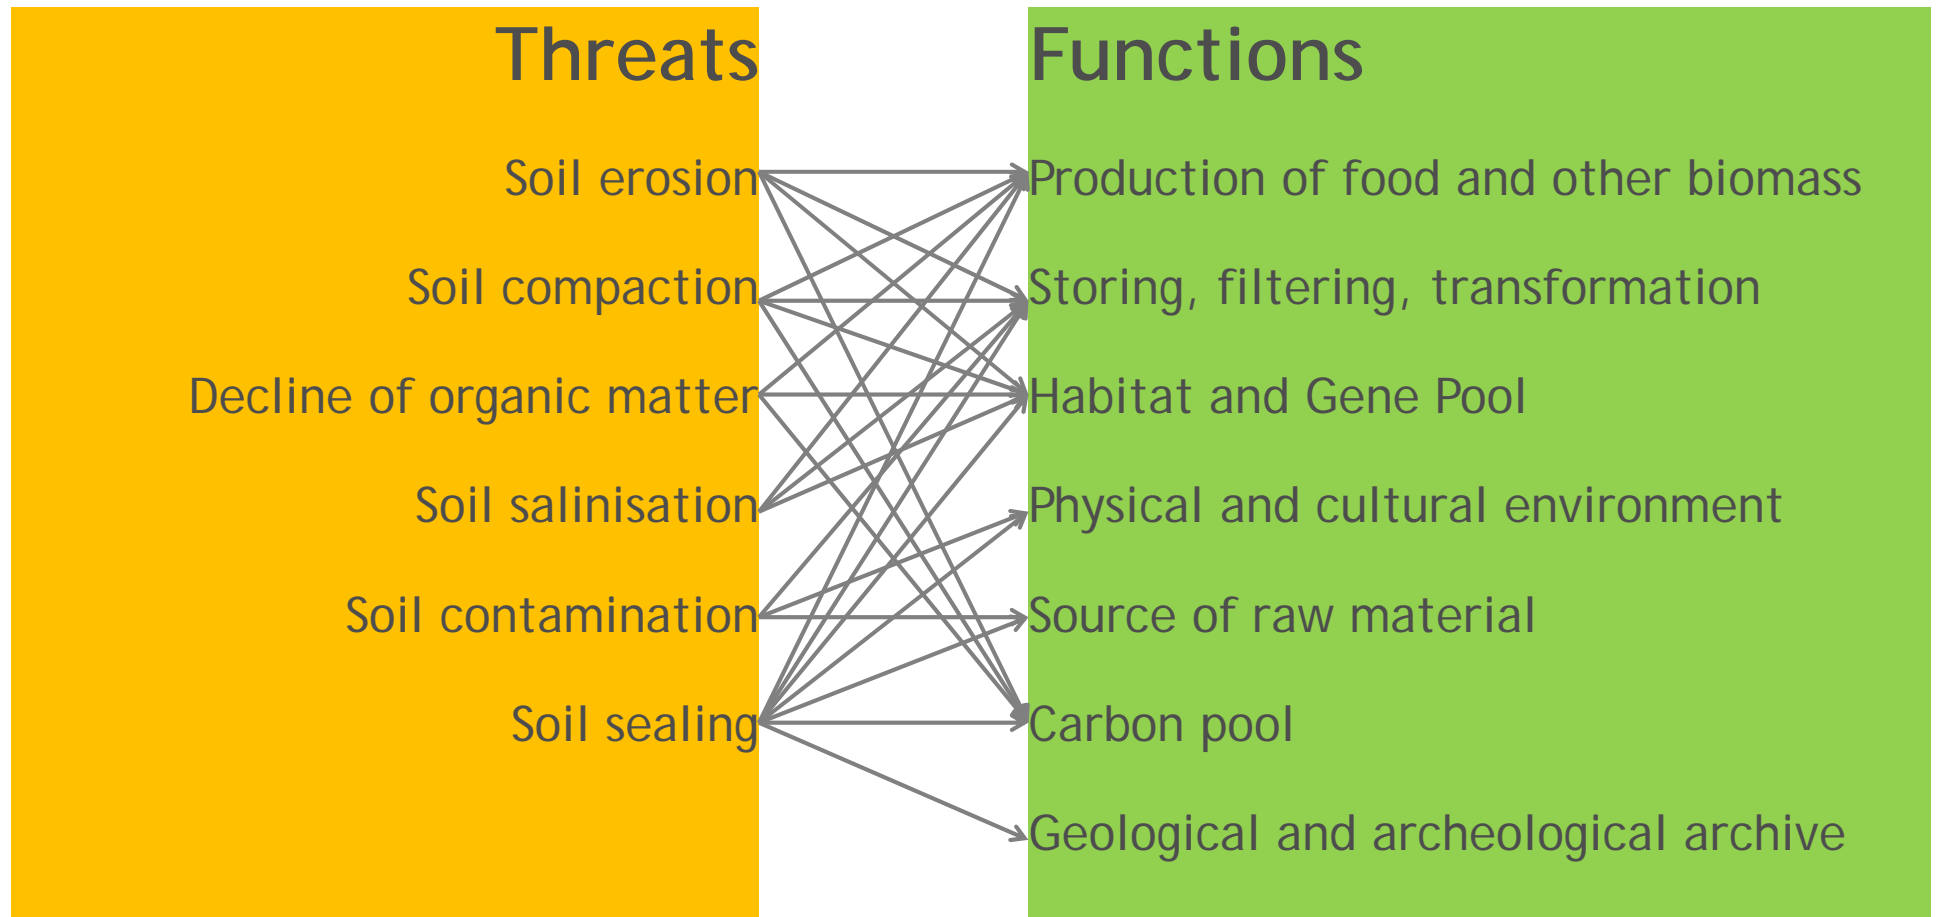 Threats
Soil erosion
Soil compaction
Decline of organic matter
Soil salinisation
Soil contamination
Soil sealing
Functions
Production of food and other biomass
Storing, filtering, transformation
Habitat and Gene Pool
Physical and cultural environment
Source of raw material
Carbon pool
Geological and archeological archive